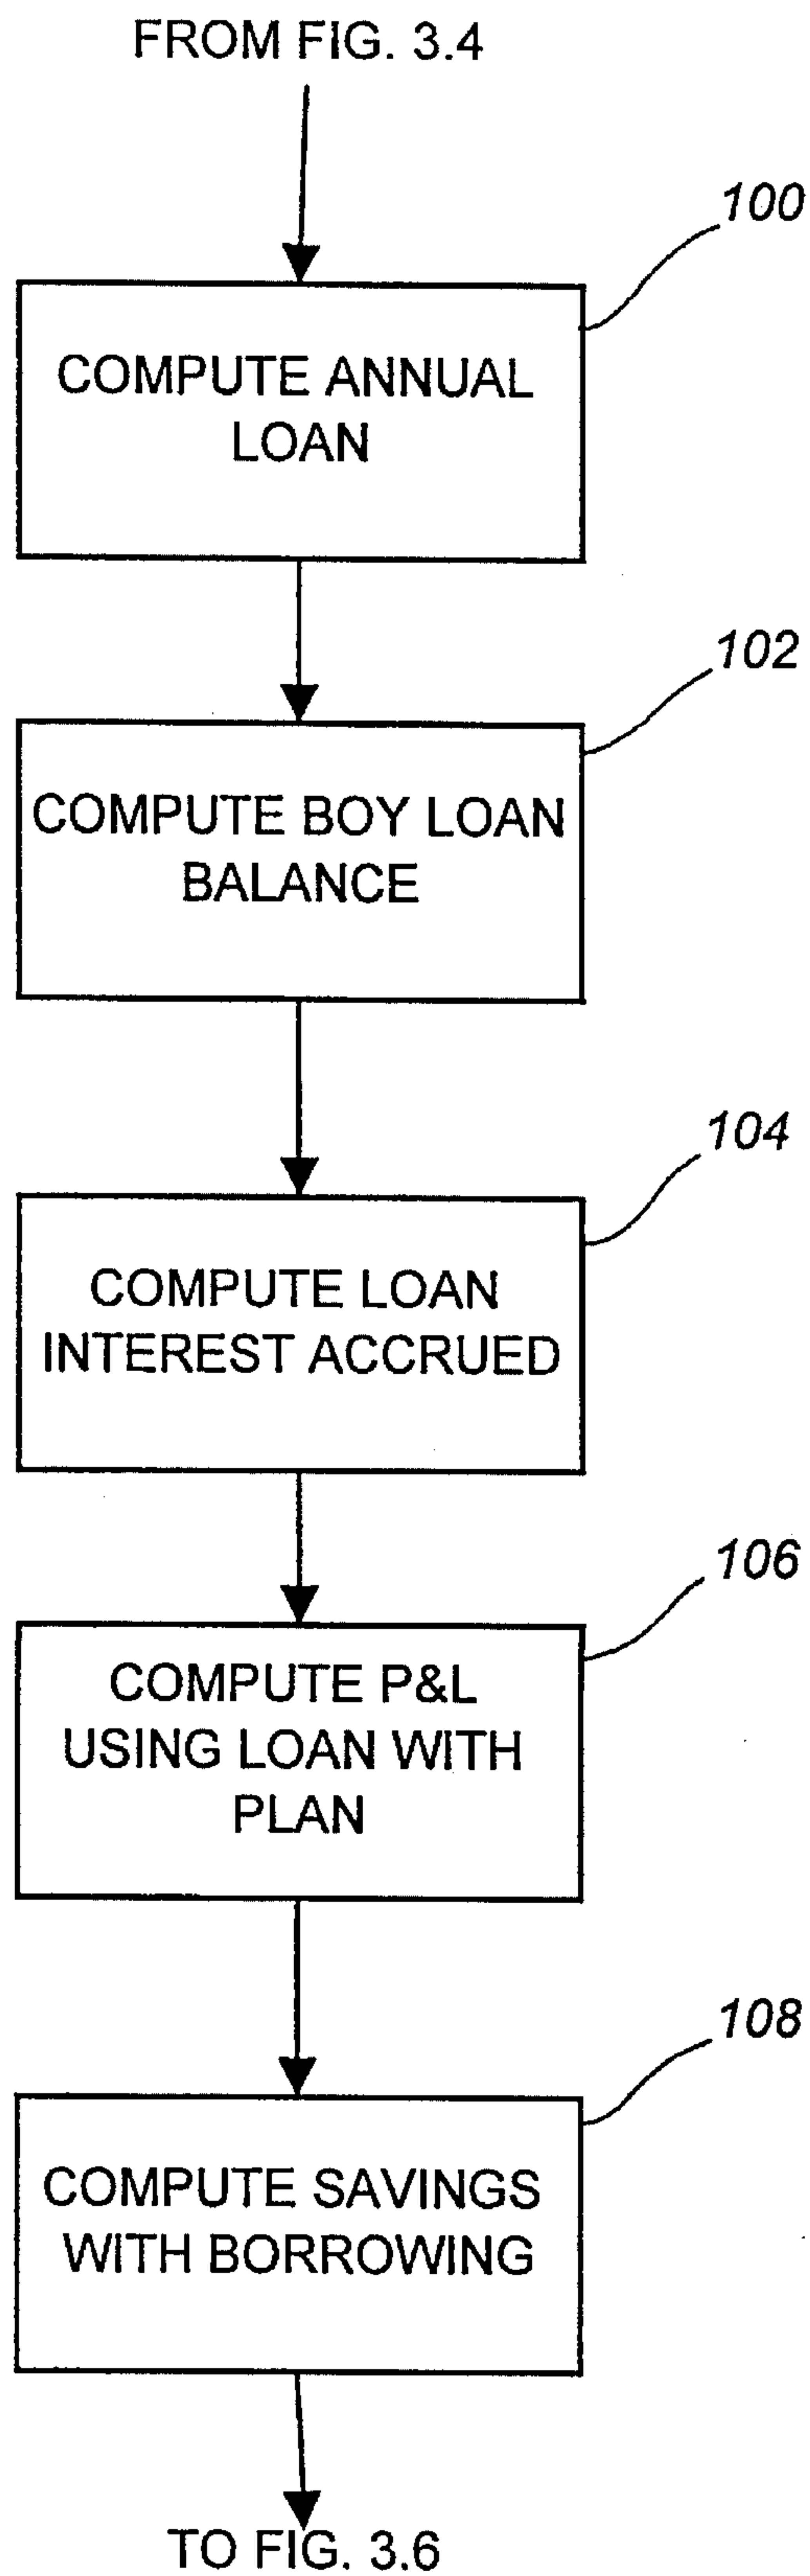 FROM FIG. 3.4
100
COMPUTE ANNUAL
LOAN
102
COMPUTE BOY LOAN
BALANCE
104
COMPUTE LOAN
INTEREST ACCRUED
106
COMPUTE P&L
USING LOAN WITH
PLAN
108
COMPUTE SAVINGS
WITH BORROWING
TO FIG. 3.6